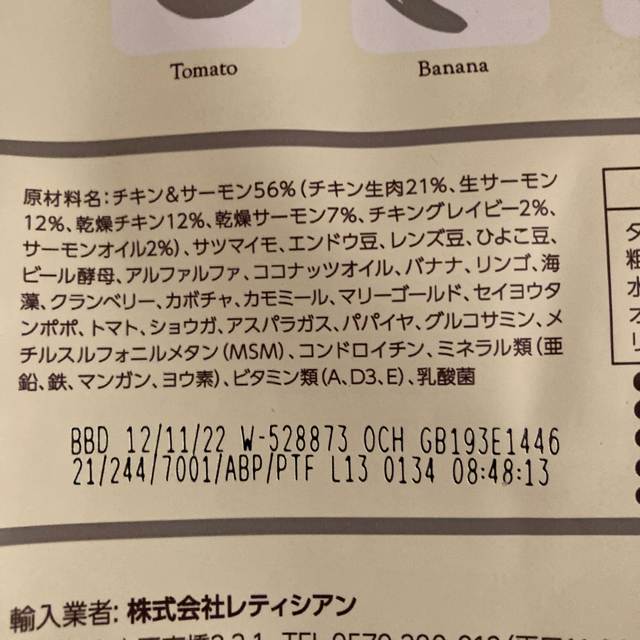 Tomato
Banana
原材料名:チキン&サーモン56%(チキン生肉21%、生サーモン
12%、乾燥チキン12%、乾燥サーモン7%、チキングレイビー2%、
サーモンオイル2%)、サツマイモ、エンドウ豆、レンズ豆、ひよこ豆、
ビール酵母、アルファルファ、ココナッツオイル、バナナ、リンゴ、海
藻、クランベリー、カボチャ、カモミール、マリーゴールド、セイヨウタ
ンポポ、トマト、ショウガ、アスパラガス、パパイヤ、グルコサミン、メ
チルスルフォニルメタン(MSM)、コンドロイチン、ミネラル類(亜
鉛、鉄、マンガン、ヨウ素)、ビタミン類(A、D3、E)、乳酸菌
BBD 12/11/22 W-528873 OCH GB193E1446
21/244/7001/ABP/PTF L13 0134 08:48:13
輸入業者: 株式会社レティシアン